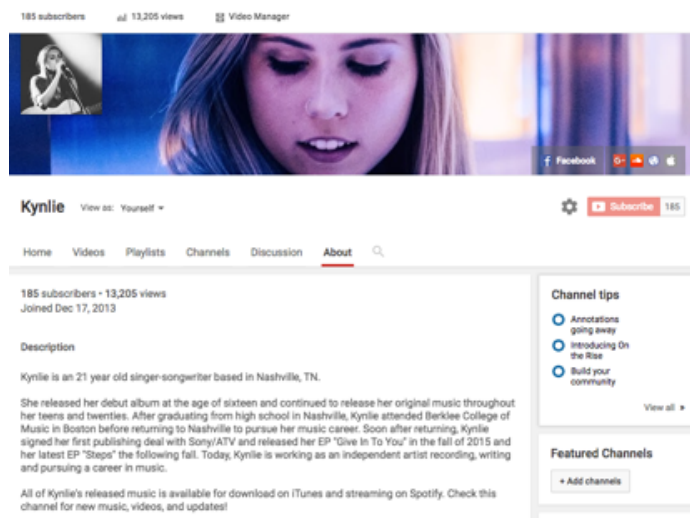 185 subscribers 13,205 views Video Manager
f Facebook G+
Kynlie View as: Yourself
Subscribe 185
Home Videos Playlists Channels Discussion About
185 subscribers • 13,205 views
Joined Dec 17, 2013
Description
Kynlie is an 21 year old singer-songwriter based in Nashville, TN.
She released her debut album at the age of sixteen and continued to release her original music throughout
her teens and twenties. After graduating from high school in Nashville, Kynlie attended Berklee College of
Music in Boston before returning to Nashville to pursue her music career. Soon after returning, Kynlie
signed her first publishing deal with Sony/ATV and released her EP "Give In To You" in the fall of 2015 and
her latest EP "Steps" the following fall. Today, Kynlie is working as an independent artist recording, writing
and pursuing a career in music.
All of Kynlie's released music is available for download on iTunes and streaming on Spotify. Check this
channel for new music, videos, and updates!
Channel tips
Annotations
going away
Introducing On
the Rise
Build your
community
View all
Featured Channels
+ Add channels